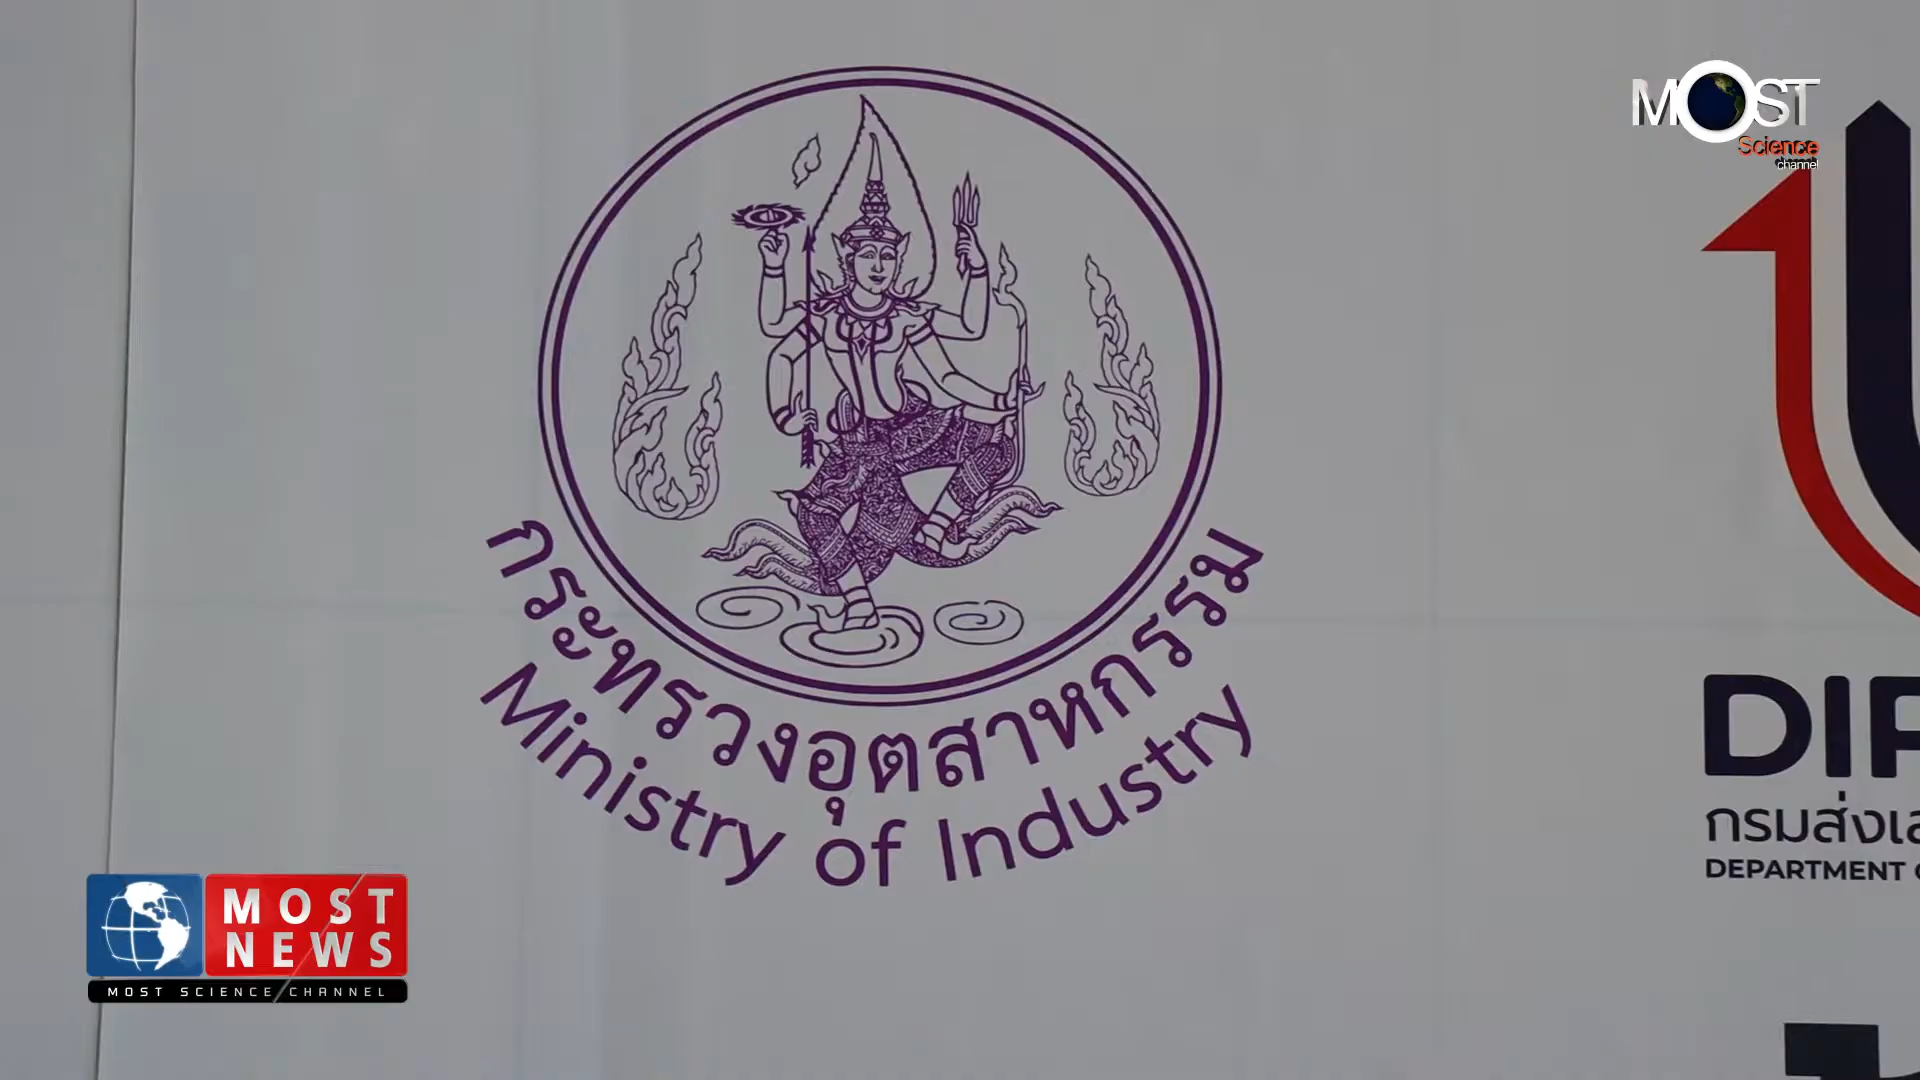 MOST
Science
channel
กระทรวงอุตสาหกรรม
Ministry of Industry
DIP
กรมส่งเส
DEPARTMENT
MOST
NEWS
MOST SCIENCE CHANNEL